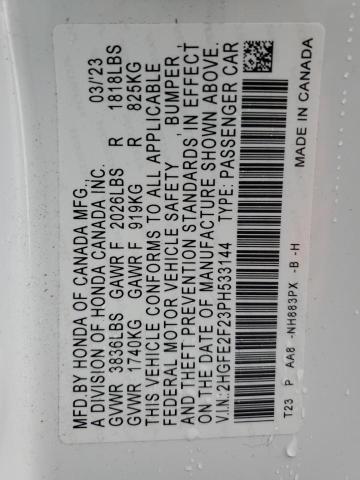 MFD.BY HONDA OF CANADA MFG., 03/'23
A DIVISION OF HONDA CANADA INC.
GVWR 3836LBS GAWR F 2026LBS R 1818LBS
GVWR 1740KG GAWR F 919KG R 825KG
THIS VEHICLE CONFORMS TO ALL APPLICABLE
FEDERAL MOTOR VEHICLE SAFETY, BUMPER,
AND THEFT PREVENTION STANDARDS IN EFFECT
ON THE DATE OF MANUFACTURE SHOWN ABOVE.
V.I.N:2HGFE2F23PH533144 TYPE: PASSENGER CAR
T23 P AA8 -NH883PX -B -H
MADE IN CANADA